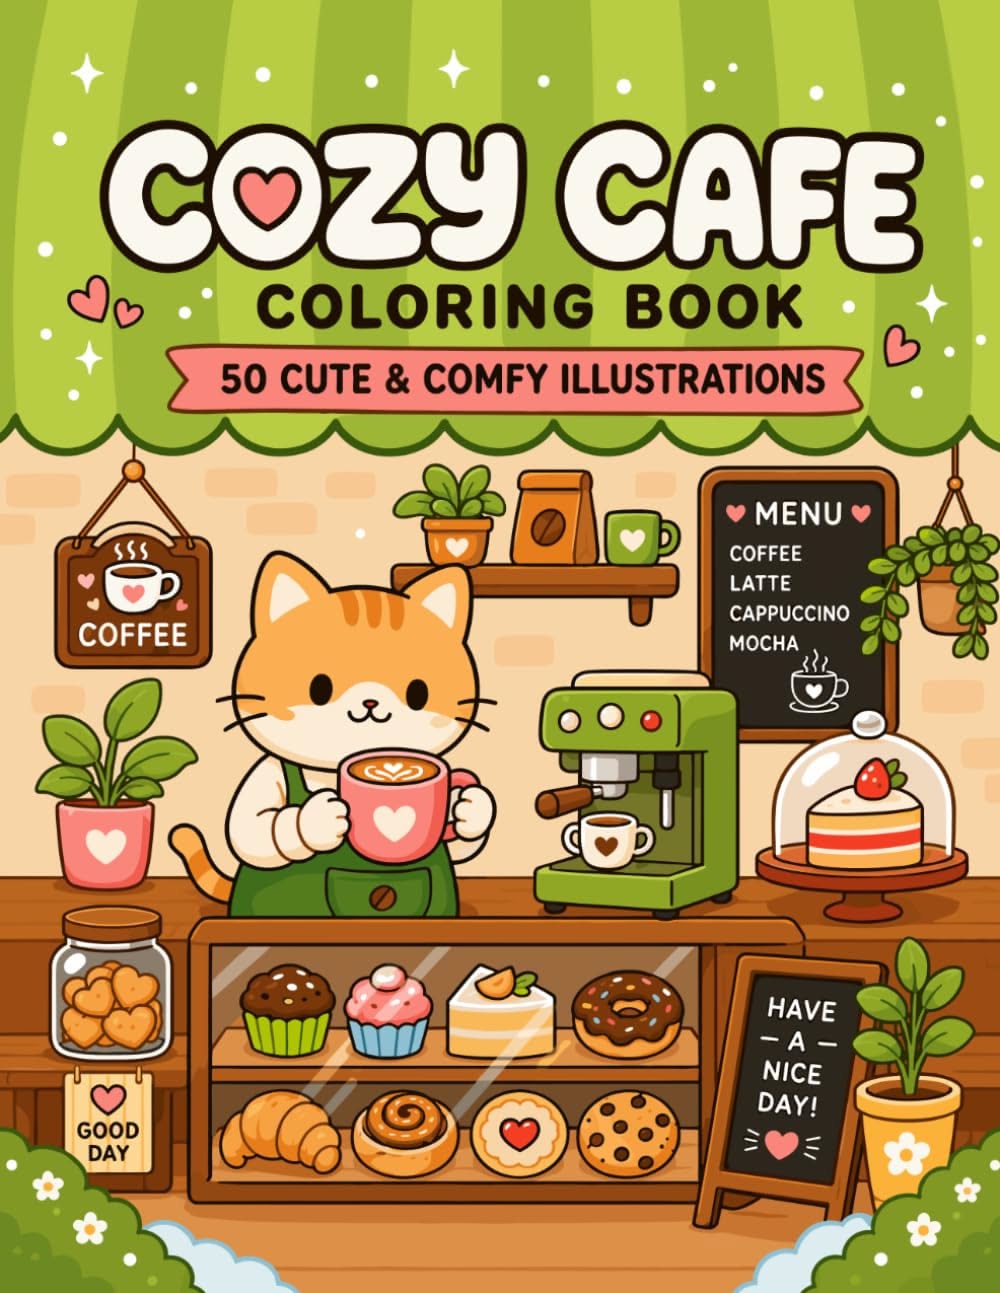 COZY CAFE
COLORING BOOK
50 CUTE & COMFY ILLUSTRATIONS
COFFEE
MENU
COFFEE
LATTE
CAPPUCCINO
MOCHA
HAVE
– A –
NICE
DAY!
GOOD
DAY